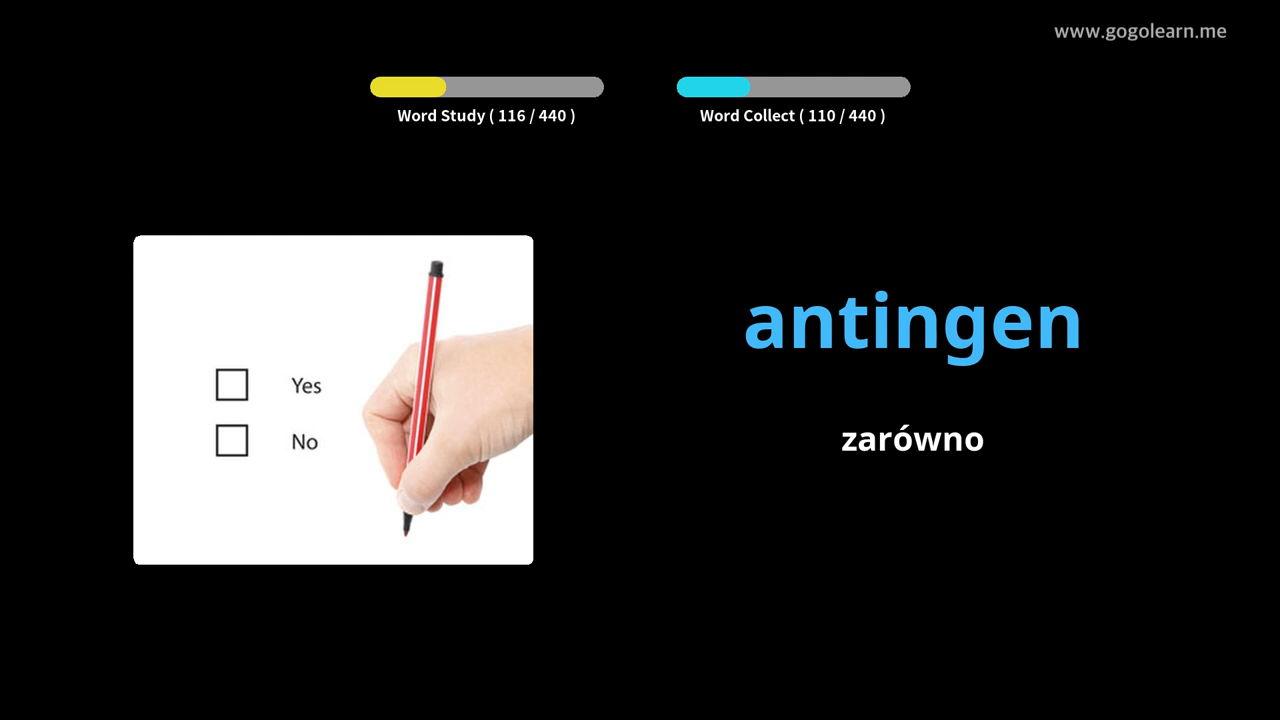 www.gogolearn.me
Word Study ( 116 / 440 )
Word Collect ( 110 / 440 )
Yes
No
antingen
zarówno